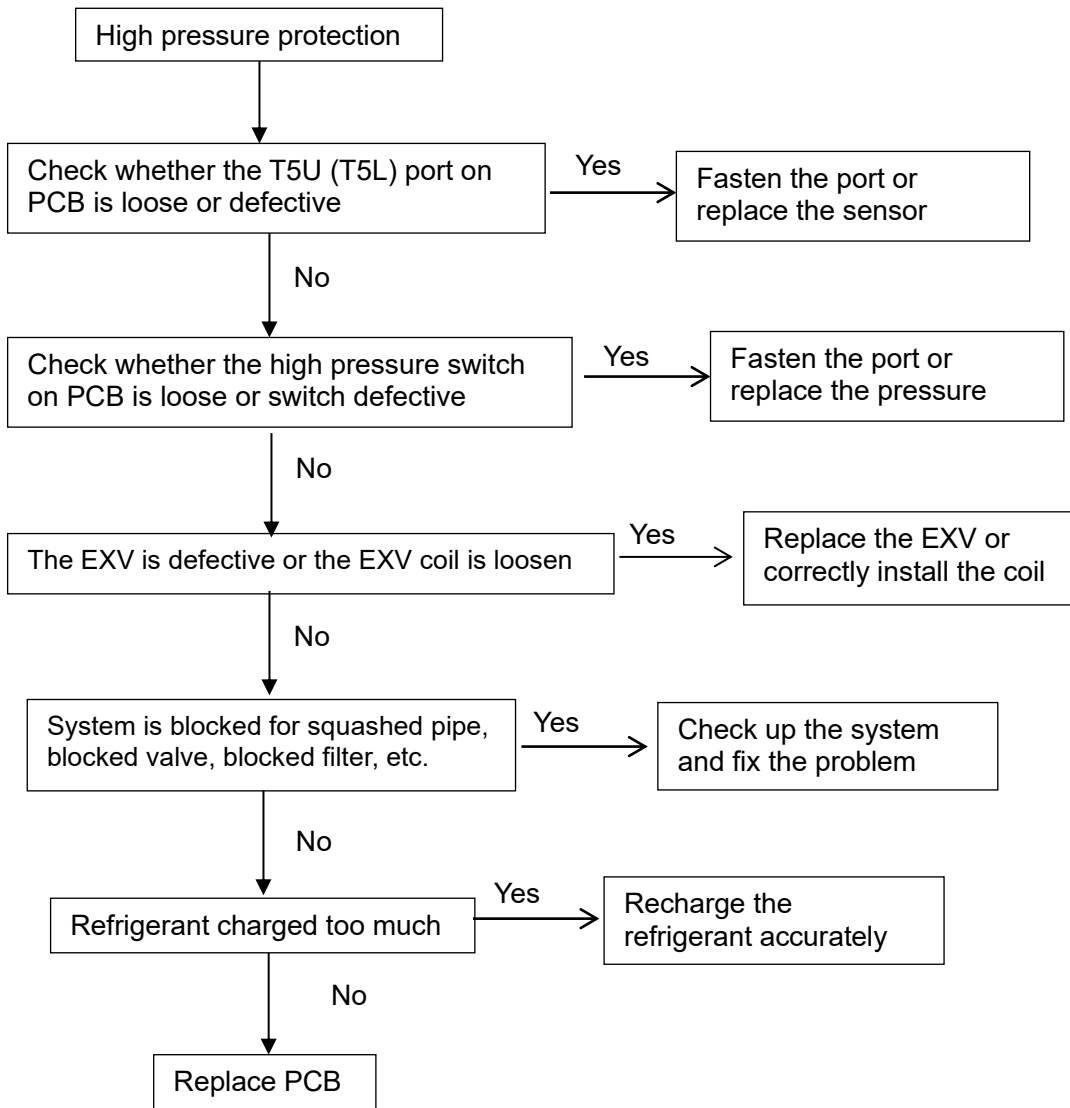 High pressure protection
Check whether the T5U (T5L) port on
PCB is loose or defective
Yes
Fasten the port or
replace the sensor
No
Check whether the high pressure switch
on PCB is loose or switch defective
Yes
Fasten the port or
replace the pressure
No
The EXV is defective or the EXV coil is loosen
Yes
Replace the EXV or
correctly install the coil
No
System is blocked for squashed pipe,
blocked valve, blocked filter, etc.
Yes
Check up the system
and fix the problem
No
Refrigerant charged too much
Yes
Recharge the
refrigerant accurately
No
Replace PCB